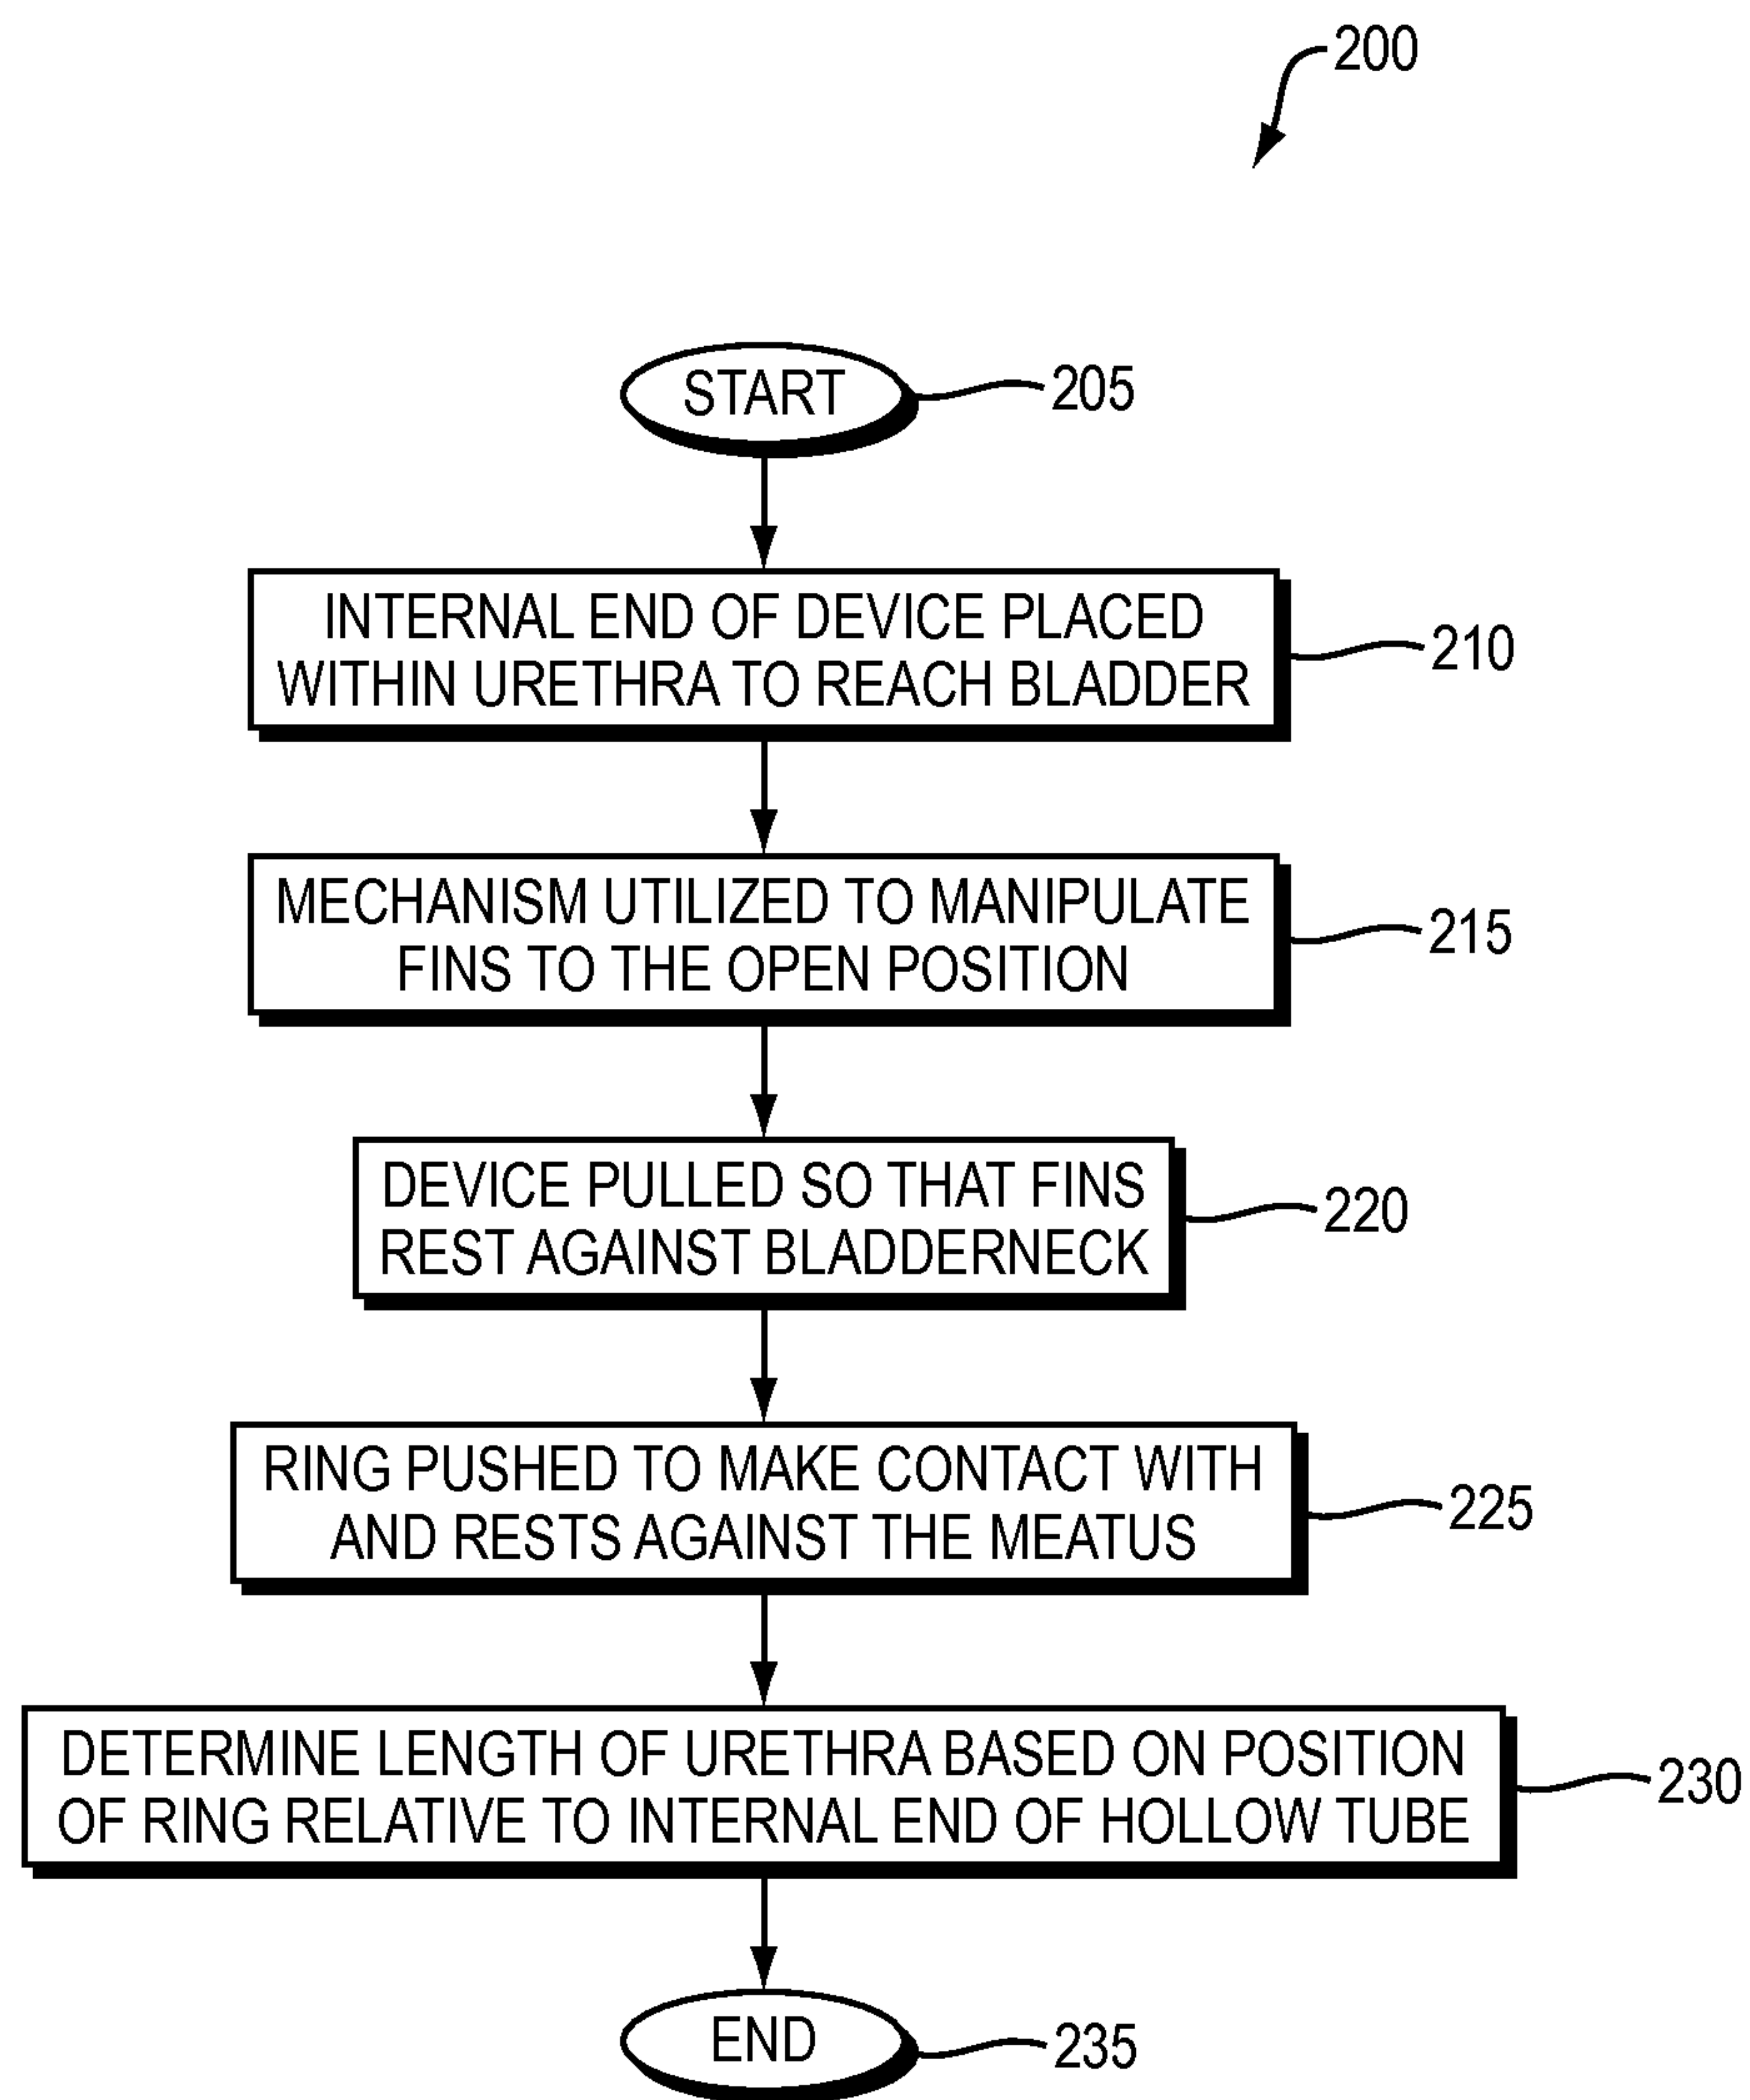 200
START
205
INTERNAL END OF DEVICE PLACED
WITHIN URETHRA TO REACH BLADDER
210
MECHANISM UTILIZED TO MANIPULATE
FINS TO THE OPEN POSITION
215
DEVICE PULLED SO THAT FINS
REST AGAINST BLADDERNECK
220
RING PUSHED TO MAKE CONTACT WITH
AND RESTS AGAINST THE MEATUS
225
DETERMINE LENGTH OF URETHRA BASED ON POSITION
OF RING RELATIVE TO INTERNAL END OF HOLLOW TUBE
230
END
235